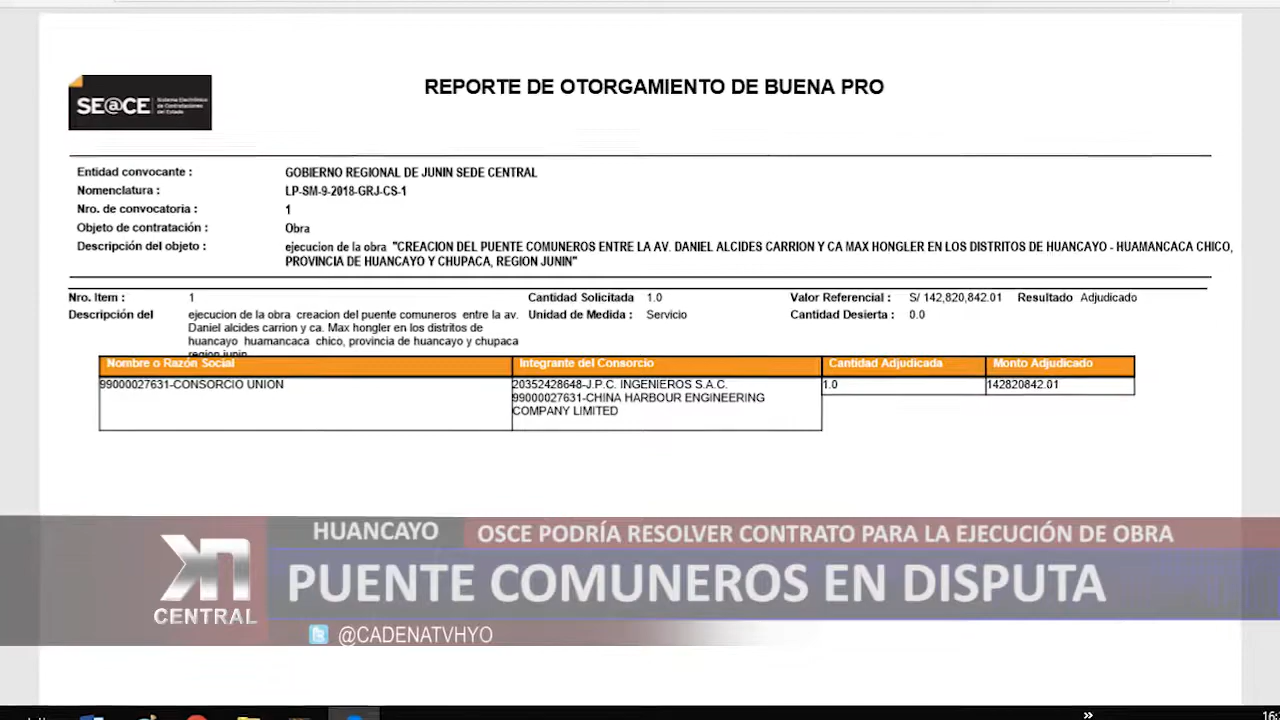 REPORTE DE OTORGAMIENTO DE BUENA PRO
SE@CE
Sistema Electrónico
de Contrataciones
del Estado
Entidad convocante :
GOBIERNO REGIONAL DE JUNIN SEDE CENTRAL
Nomenclatura :
LP-SM-9-2018-GRJ-CS-1
Nro. de convocatoria :
1
Objeto de contratación :
Obra
Descripción del objeto :
ejecucion de la obra "CREACION DEL PUENTE COMUNEROS ENTRE LA AV. DANIEL ALCIDES CARRION Y CA MAX HONGLER EN LOS DISTRITOS DE HUANCAYO - HUAMANCACA CHICO,
PROVINCIA DE HUANCAYO Y CHUPACA, REGION JUNIN"
Nro. Item :
1
Cantidad Solicitada 1.0
Valor Referencial : S/ 142,820,842.01
Resultado Adjudicado
Descripción del
ejecucion de la obra creacion del puente comuneros entre la av.
Daniel alcides carrion y ca. Max hongler en los distritos de
huancayo huamancaca chico, provincia de huancayo y chupaca
region junin
Unidad de Medida : Servicio
Cantidad Desierta : 0.0
Nombre o Razón Social
Integrante del Consorcio
Cantidad Adjudicada
Monto Adjudicado
99000027631-CONSORCIO UNION
20352428648-J.P.C. INGENIEROS S.A.C.
99000027631-CHINA HARBOUR ENGINEERING
COMPANY LIMITED
1.0
142820842.01
HUANCAYO
OSCE PODRÍA RESOLVER CONTRATO PARA LA EJECUCIÓN DE OBRA
PUENTE COMUNEROS EN DISPUTA
CENTRAL
@CADENATVHYO